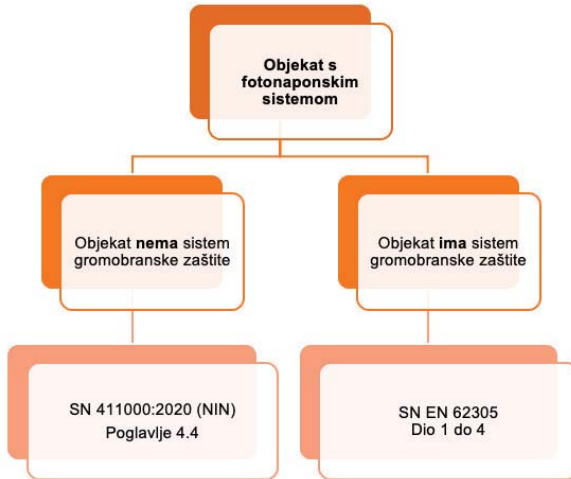 Objekat s
fotonaponskim
sistemom
Objekat nema sistem
gromobranske zaštite
Objekat ima sistem
gromobranske zaštite
SN 411000:2020 (NIN)
Poglavlje 4.4
SN EN 62305
Dio 1 do 4